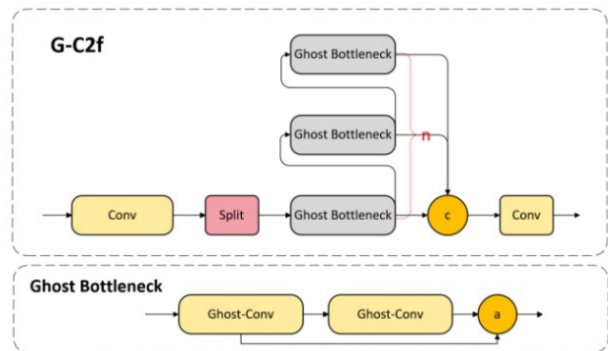 G-C2f
Ghost Bottleneck
Ghost Bottleneck
n
Conv
Split
Ghost Bottleneck
c
Conv
Ghost Bottleneck
Ghost-Conv
Ghost-Conv
a